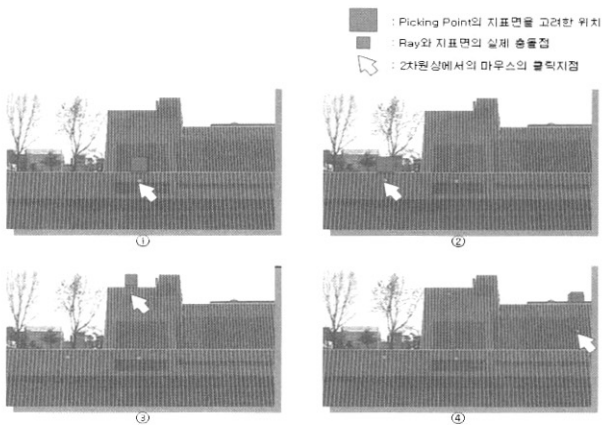 : Picking Point의 지표면을 고려한 위치
: Ray와 지표면의 실제 충돌점
: 2차원상에서의 마우스의 클릭지점
①
②
③
④